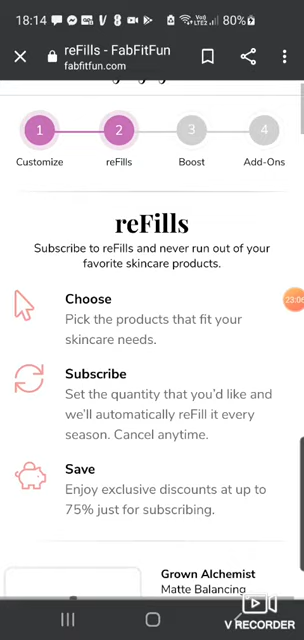 18:14
80%
reFills - FabFitFun
fabfitfun.com
1 2 3 4
Customize reFills Boost Add-Ons
reFills
Subscribe to reFills and never run out of your
favorite skincare products.
Choose
Pick the products that fit your
skincare needs.
23:06
Subscribe
Set the quantity that you'd like and
we'll automatically reFill it every
season. Cancel anytime.
Save
Enjoy exclusive discounts at up to
75% just for subscribing.
Grown Alchemist
Matte Balancing
V RECORDER